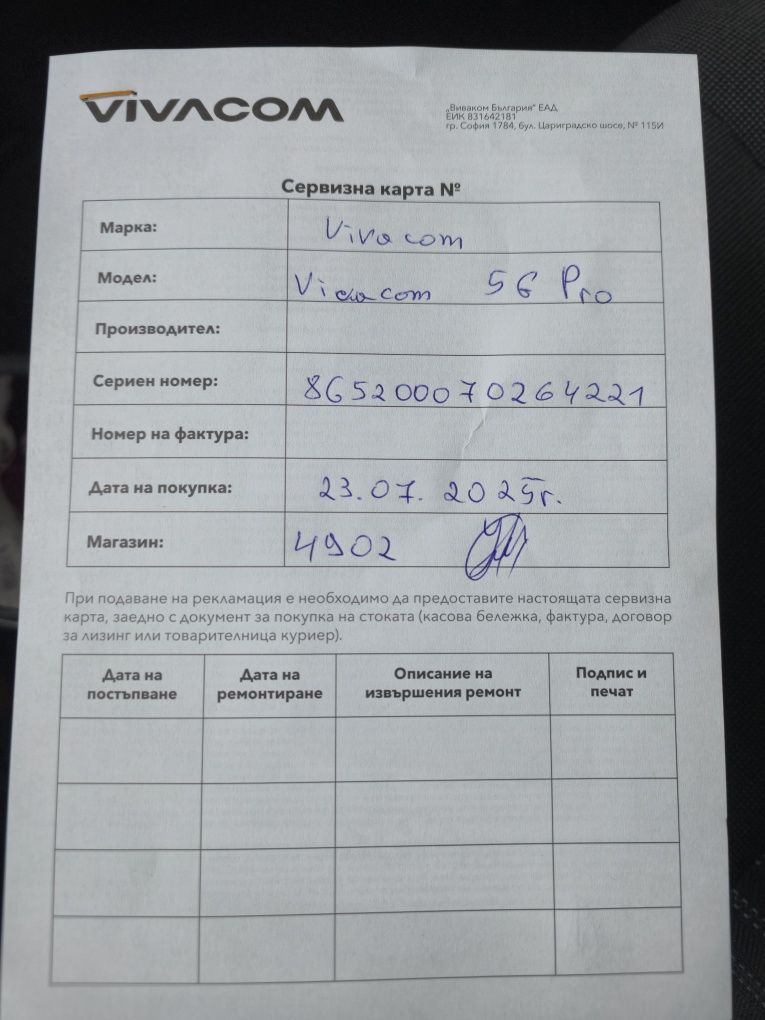 VIVACOM
„Виваком България“ ЕАД
ЕИК 831642181
гр. София 1784, бул. Цариградско шосе, № 115И
Сервизна карта №
Марка: Vivacom
Модел: Vivacom 5G Pro
Производител:
Сериен номер: 865200070264221
Номер на фактура:
Дата на покупка: 23.07.2025г.
Магазин: 4902
При подаване на рекламация е необходимо да предоставите настоящата сервизна
карта, заедно с документ за покупка на стоката (касова бележка, фактура, договор
за лизинг или товарителница куриер).
Дата на постъпване Дата на ремонтиране Описание на извършения ремонт Подпис и печат